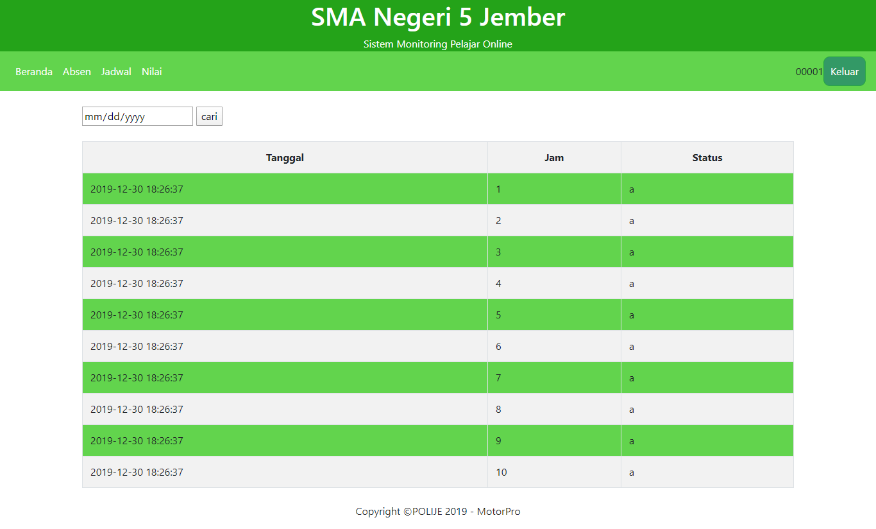 SMA Negeri 5 Jember
Sistem Monitoring Pelajar Online
Beranda Absen Jadwal Nilai 00001 Keluar
mm/dd/yyyy cari
Tanggal Jam Status
2019-12-30 18:26:37 1 a
2019-12-30 18:26:37 2 a
2019-12-30 18:26:37 3 a
2019-12-30 18:26:37 4 a
2019-12-30 18:26:37 5 a
2019-12-30 18:26:37 6 a
2019-12-30 18:26:37 7 a
2019-12-30 18:26:37 8 a
2019-12-30 18:26:37 9 a
2019-12-30 18:26:37 10 a
Copyright ©POLIJE 2019 - MotorPro